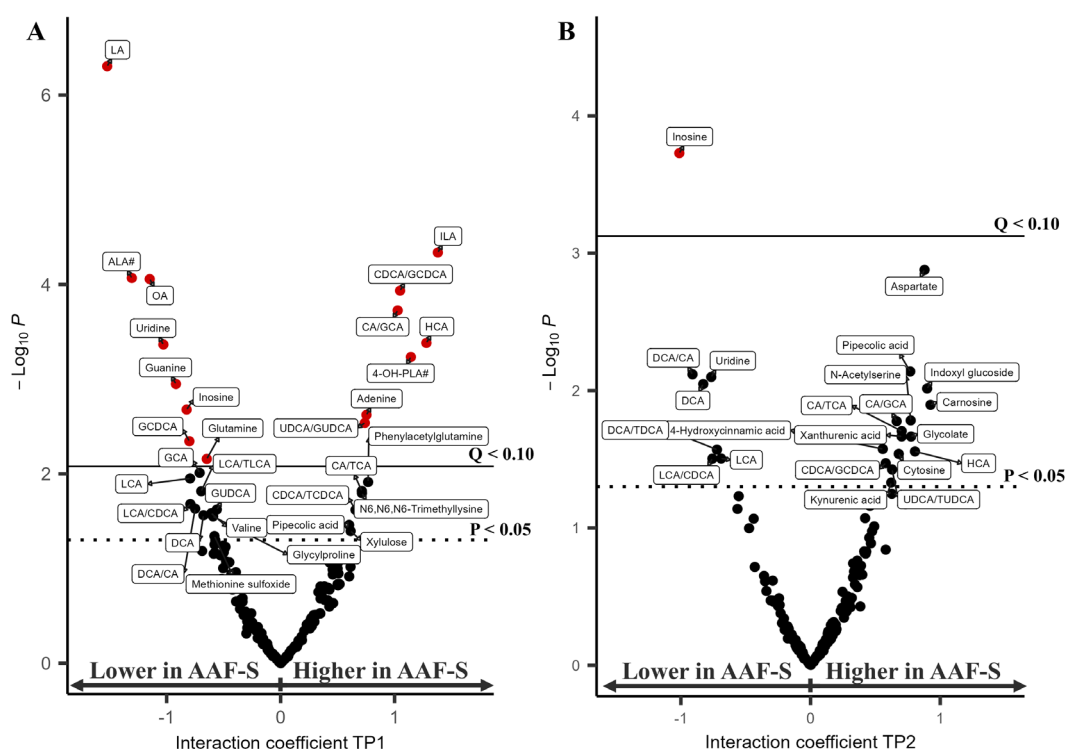 A
LA
6
ILA
ALA#
CDCA/GCDCA
4
OA
CA/GCA
HCA
Uridine
Guanine
4-OH-PLA#
Inosine
Adenine
GCDCA
Glutamine
UDCA/GUDCA
Phenylacetylglutamine
GCA
Q < 0.10
LCA/TLCA
CA/TCA
2
LCA
GUDCA
CDCA/TCDCA
N6,N6,N6-Trimethyllysine
LCA/CDCA
Valine
Pipecolic acid
P < 0.05
DCA
Xylulose
Glycylproline
DCA/CA
Methionine sulfoxide
0
Lower in AAF-S
Higher in AAF-S
-1
0
1
Interaction coefficient TP1
− Log10 P
B
4
Inosine
Q < 0.10
3
Aspartate
Pipecolic acid
DCA/CA
Uridine
N-Acetylserine
Indoxyl glucoside
2
DCA
CA/TCA
CA/GCA
Carnosine
DCA/TDCA
4-Hydroxycinnamic acid
Xanthurenic acid
Glycolate
LCA/CDCA
LCA
CDCA/GCDCA
Cytosine
HCA
P < 0.05
Kynurenic acid
UDCA/TUDCA
1
0
Lower in AAF-S
Higher in AAF-S
-1
0
1
Interaction coefficient TP2
− Log10 P